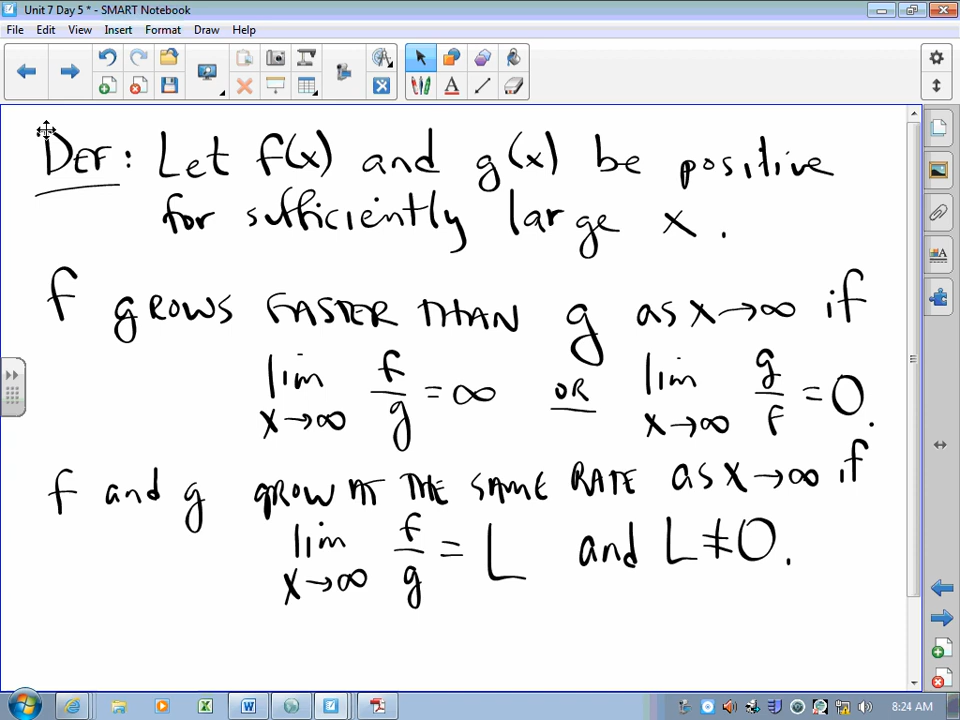 Unit 7 Day 5 * - SMART Notebook
File Edit View Insert Format Draw Help
DEF: Let f(x) and g(x) be positive
for sufficiently large x.
f GROWS FASTER THAN g as x→∞ if
lim x→∞ f/g = ∞ OR lim x→∞ g/f = 0.
f and g GROW AT THE SAME RATE as x→∞ if
lim x→∞ f/g = L and L≠0.
8:24 AM